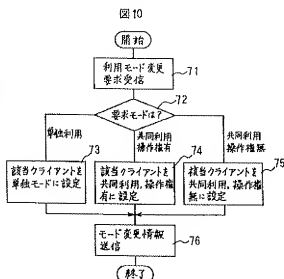 図10
開始
利用モード変更
要求受信
71
72
要求モードは?
単独利用
共同利用
操作権有
共同利用
操作権無
73
74
75
該当クライアントを
単独モードに設定
該当クライアントを
共同利用,操作権
有に設定
該当クライアントを
共同利用,操作権
無に設定
モード変更情報
送信
76
終了